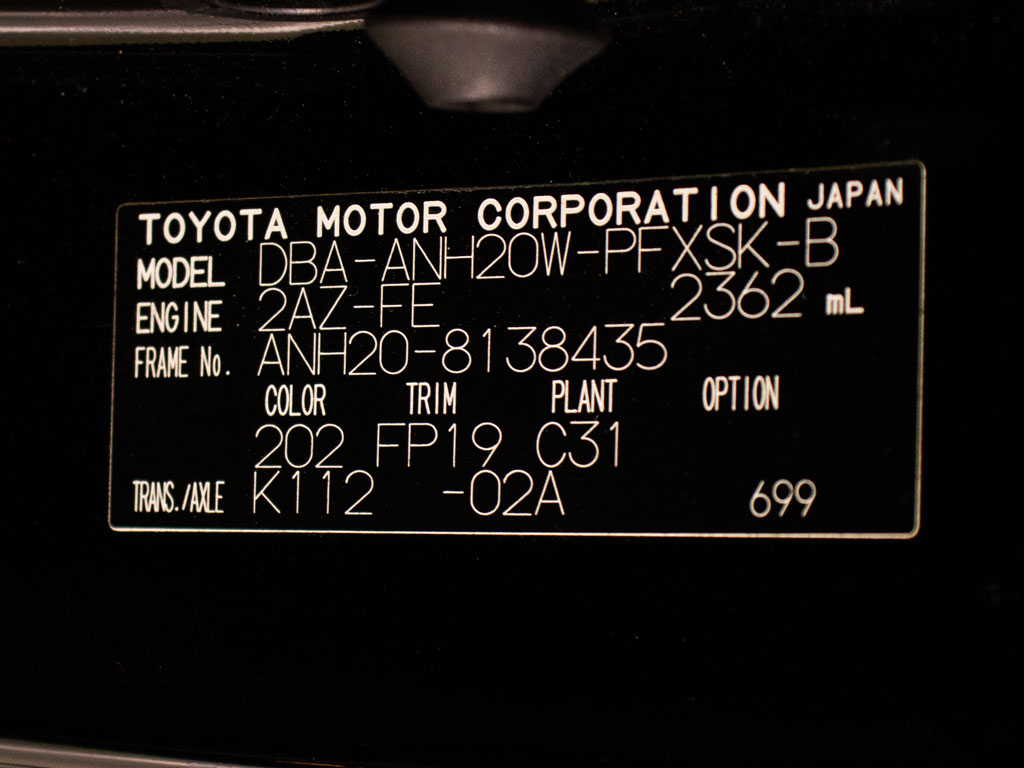 TOYOTA MOTOR CORPORATION JAPAN
MODEL DBA-ANH20W-PFXSK-B
ENGINE 2AZ-FE 2362 mL
FRAME No. ANH20-8138435
COLOR TRIM PLANT OPTION
202 FP19 C31
TRANS./AXLE K112 -02A 699